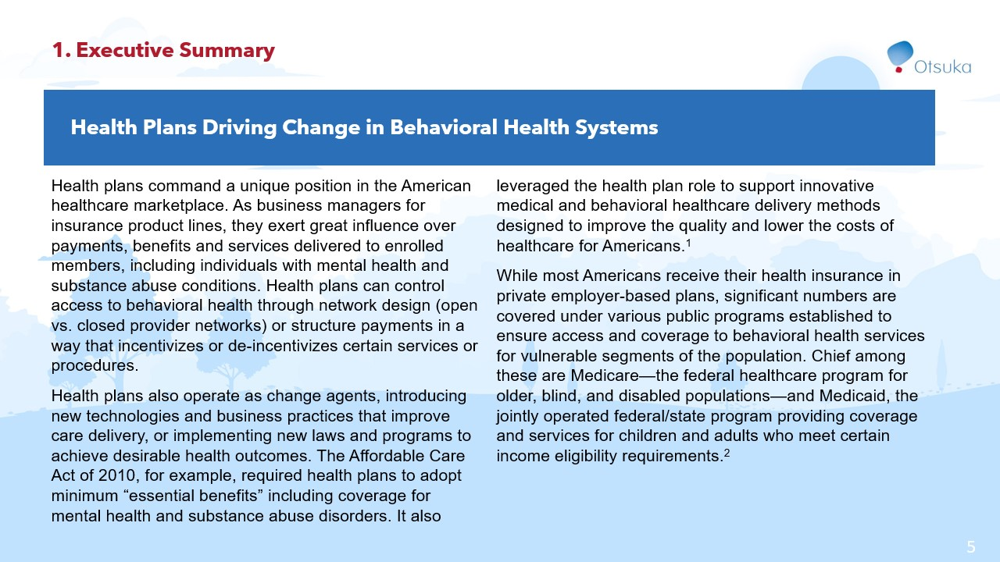 1. Executive Summary
Otsuka
Health Plans Driving Change in Behavioral Health Systems
Health plans command a unique position in the American
healthcare marketplace. As business managers for
insurance product lines, they exert great influence over
payments, benefits and services delivered to enrolled
members, including individuals with mental health and
substance abuse conditions. Health plans can control
access to behavioral health through network design (open
vs. closed provider networks) or structure payments in a
way that incentivizes or de-incentivizes certain services or
procedures.
Health plans also operate as change agents, introducing
new technologies and business practices that improve
care delivery, or implementing new laws and programs to
achieve desirable health outcomes. The Affordable Care
Act of 2010, for example, required health plans to adopt
minimum “essential benefits” including coverage for
mental health and substance abuse disorders. It also
leveraged the health plan role to support innovative
medical and behavioral healthcare delivery methods
designed to improve the quality and lower the costs of
healthcare for Americans.¹
While most Americans receive their health insurance in
private employer-based plans, significant numbers are
covered under various public programs established to
ensure access and coverage to behavioral health services
for vulnerable segments of the population. Chief among
these are Medicare—the federal healthcare program for
older, blind, and disabled populations—and Medicaid, the
jointly operated federal/state program providing coverage
and services for children and adults who meet certain
income eligibility requirements.²
5